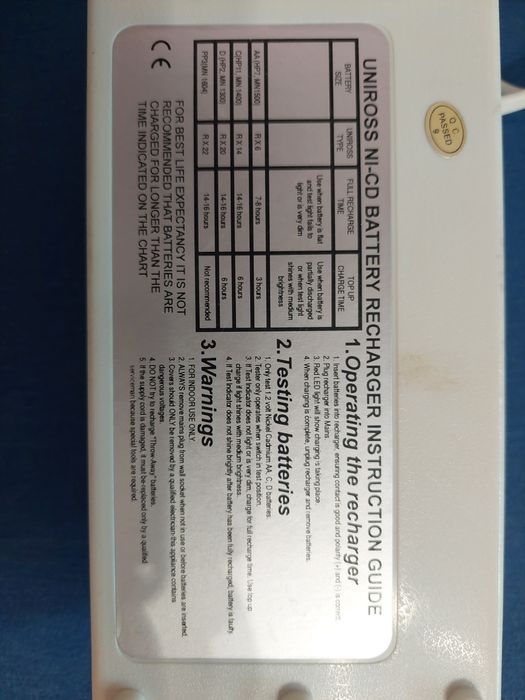 UNIROSS NI-CD BATTERY RECHARGER INSTRUCTION GUIDE
BATTERY SIZE
UNIROSS TYPE
FULL RECHARGE TIME
TOP UP CHARGE TIME
Use when battery is flat and test light fails to light or is very dim
Use when battery is partially discharged or when test light shines with medium brightness
AA (HP7, MN1500) R X 6 7-8 hours 3 hours
C(HP11, MN 1400) R X 14 14-16 hours 6 hours
D (HP2, MN 1300) R X 20 14-16 hours 6 hours
PP3(MN 1604) R X 22 14-16 hours Not recommended
FOR BEST LIFE EXPECTANCY IT IS NOT
RECOMMENDED THAT BATTERIES ARE
CHARGED FOR LONGER THAN THE
TIME INDICATED ON THE CHART
CE
1.Operating the recharger
1. Insert batteries into recharger, ensuring contact is good and polarity (+) and (-) is correct.
2. Plug recharger into Mains.
3. Red LED light will show charging is taking place.
4. When charging is complete, unplug recharger and remove batteries.
2.Testing batteries
1. Only test 1.2 volt Nickel Cadmium AA, C, D batteries.
2. Tester only operates when switch in test position.
3. If Test Indicator does not light or is very dim, charge for full recharge time. Use top up
charge if light shines with medium brightness.
4. If Test Indicator does not shine brightly after battery has been fully recharged, battery is faulty.
3.Warnings
1. FOR INDOOR USE ONLY.
2. ALWAYS remove mains plug from wall socket when not in use or before batteries are inserted.
3. Covers should ONLY be removed by a qualified electrician-this appliance contains
dangerous voltages.
4. DO NOT try to recharge "Throw-Away" batteries.
5. If the supply cord is damaged, it must be replaced only by a qualified
serviceman because special tools are required.
Q. C.
PASSED
9